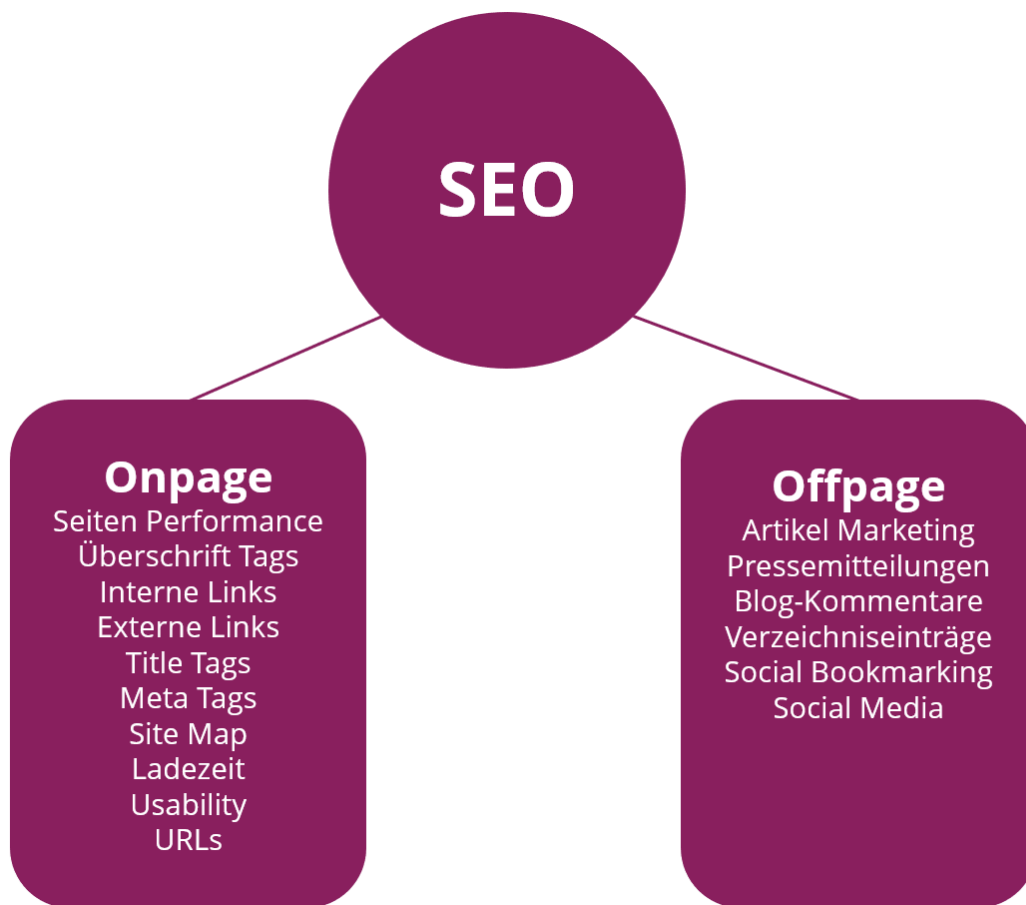 SEO
Onpage
Seiten Performance
Überschrift Tags
Interne Links
Externe Links
Title Tags
Meta Tags
Site Map
Ladezeit
Usability
URLs
Offpage
Artikel Marketing
Pressemitteilungen
Blog-Kommentare
Verzeichniseinträge
Social Bookmarking
Social Media